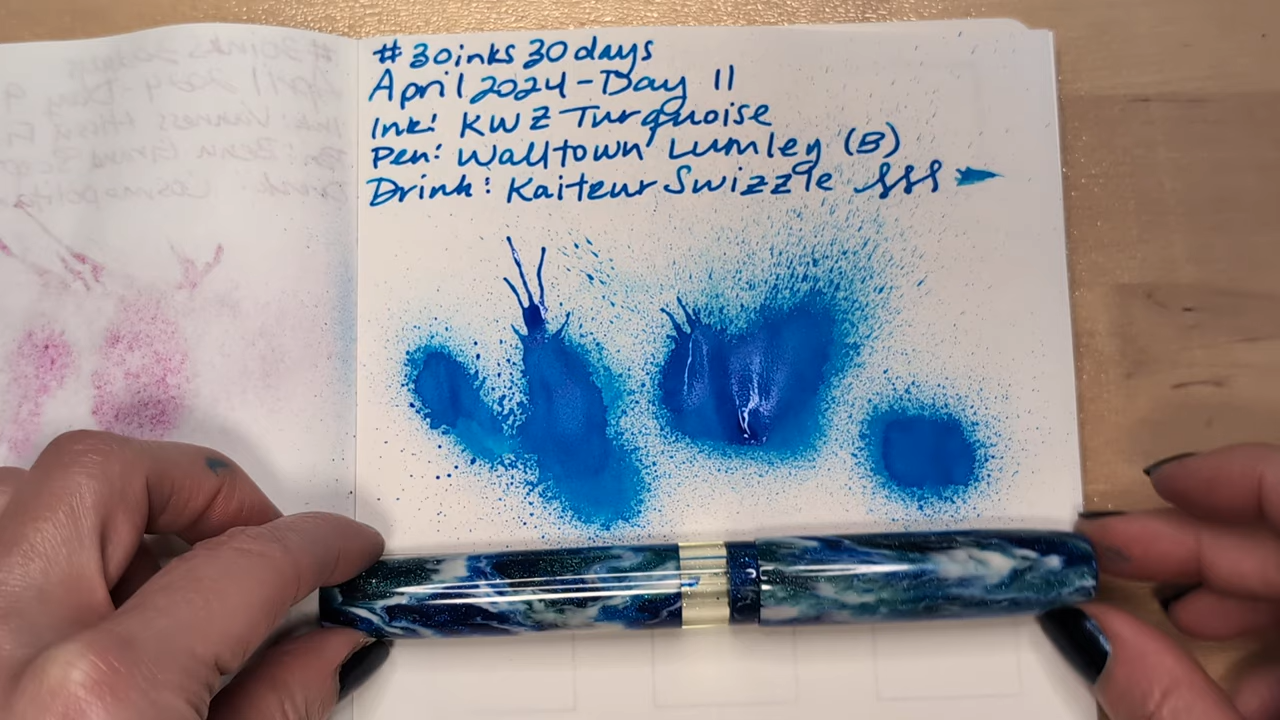 #30inks30days
April 2024 - Day 11
Ink: KWZ Turquoise
Pen: Walltown Lumley (B)
Drink: Kaiteur Swizzle